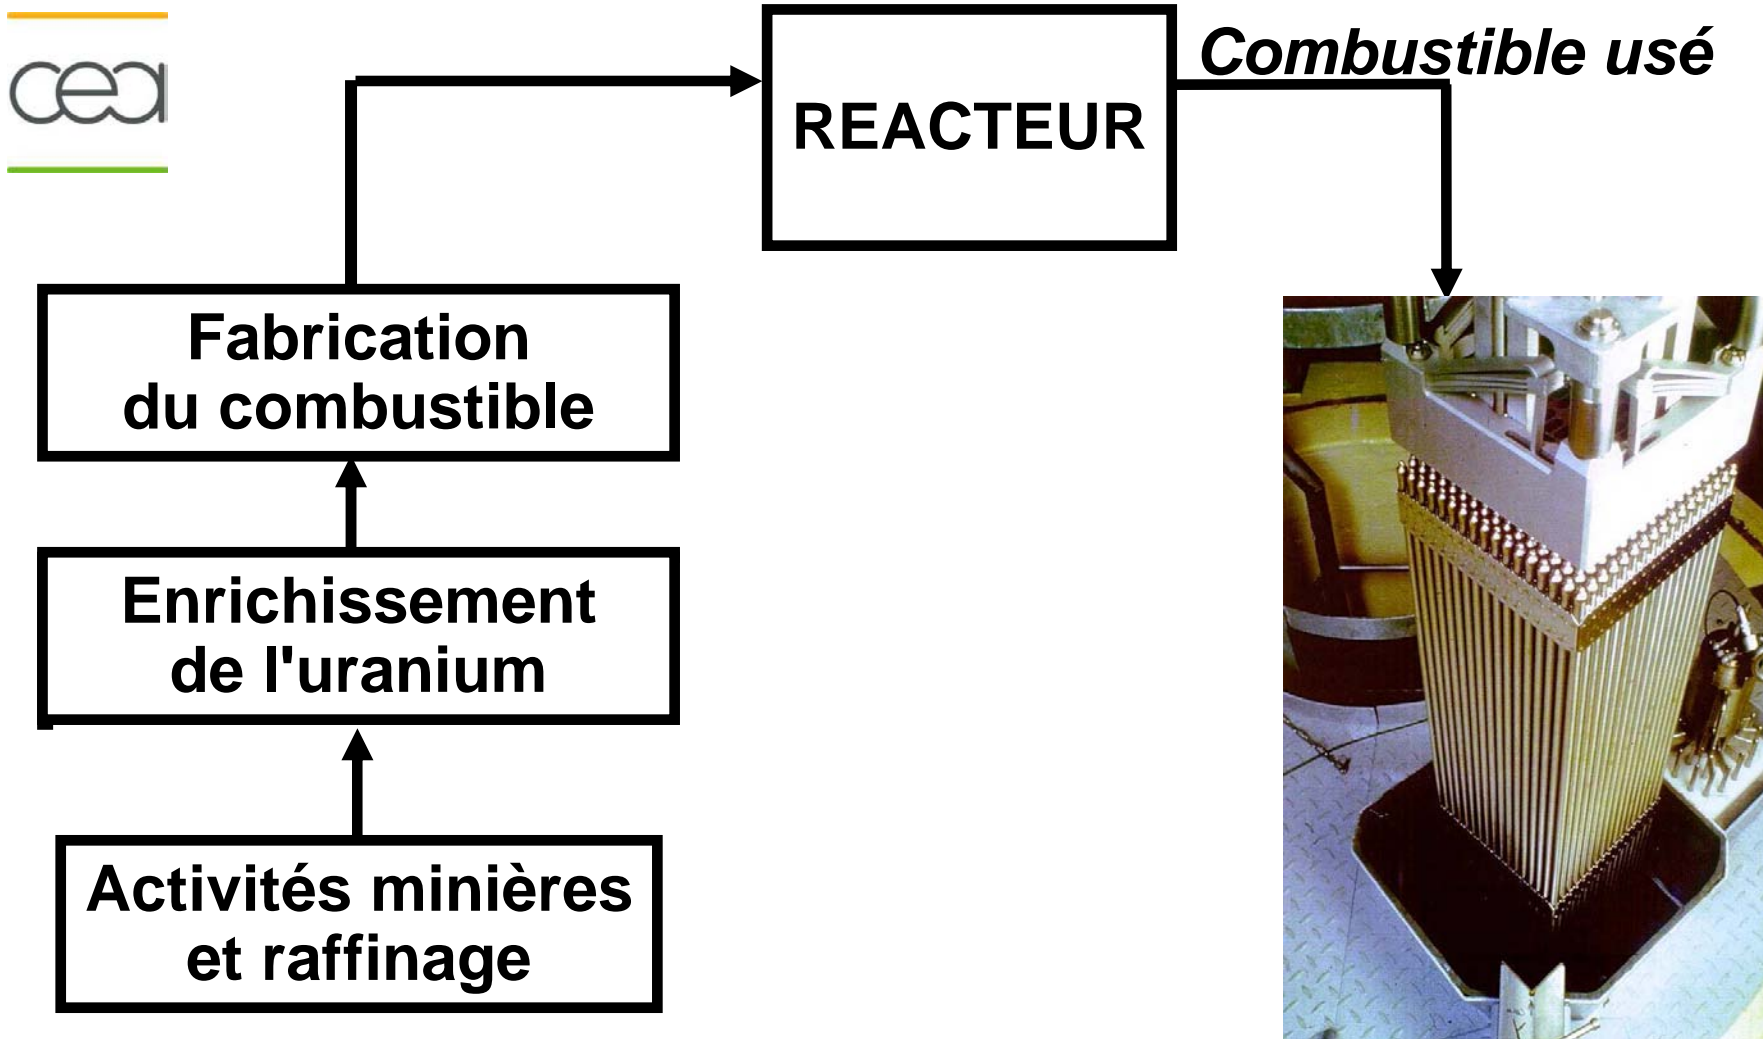 cea
REACTEUR
Combustible usé
Fabrication
du combustible
Enrichissement
de l'uranium
Activités minières
et raffinage